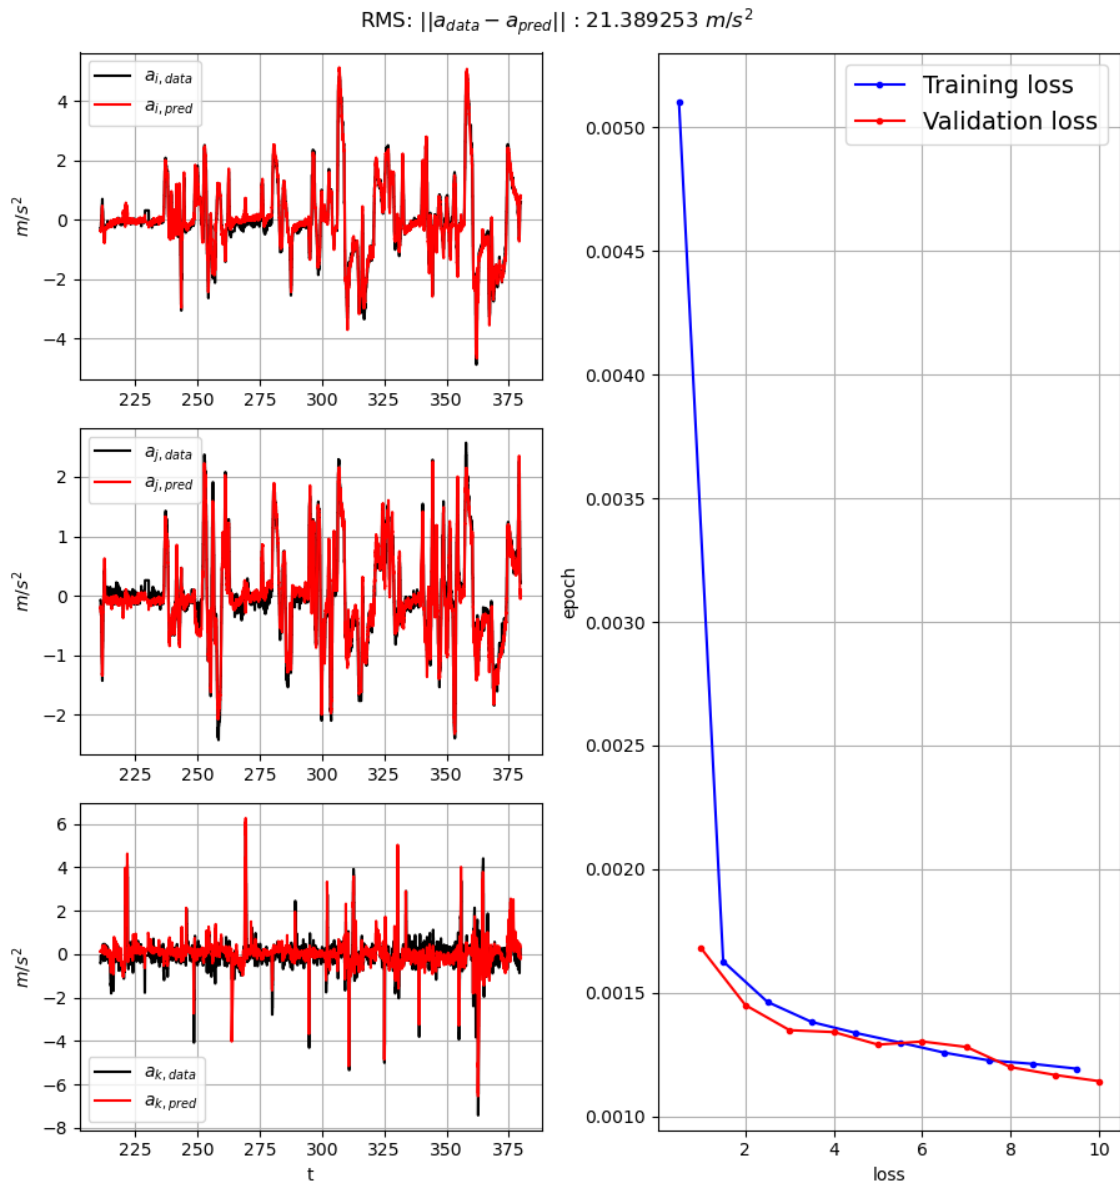 RMS: ||a_data − a_pred|| : 21.389253 m/s²
a_i,data
a_i,pred
m/s²
4
2
0
−2
−4
225 250 275 300 325 350 375
a_j,data
a_j,pred
m/s²
2
1
0
−1
−2
225 250 275 300 325 350 375
m/s²
6
4
2
0
−2
−4
−6
−8
a_k,data
a_k,pred
225 250 275 300 325 350 375
t
Training loss
Validation loss
epoch
0.0050
0.0045
0.0040
0.0035
0.0030
0.0025
0.0020
0.0015
0.0010
2 4 6 8 10
loss